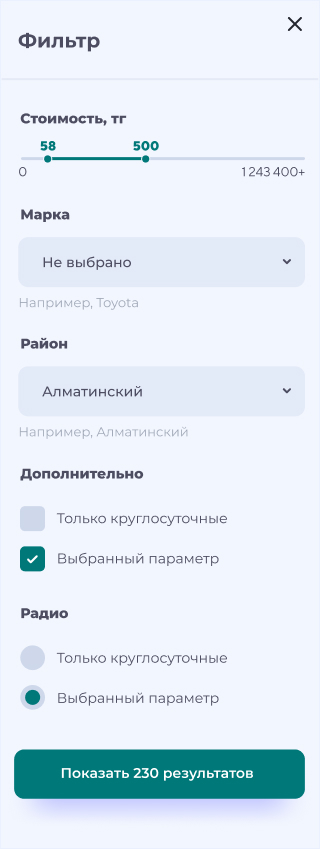 Фильтр
Стоимость, тг
58 500
0 1 243 400+
Марка
Не выбрано
Например, Toyota
Район
Алматинский
Например, Алматинский
Дополнительно
Только круглосуточные
Выбранный параметр
Радио
Только круглосуточные
Выбранный параметр
Показать 230 результатов